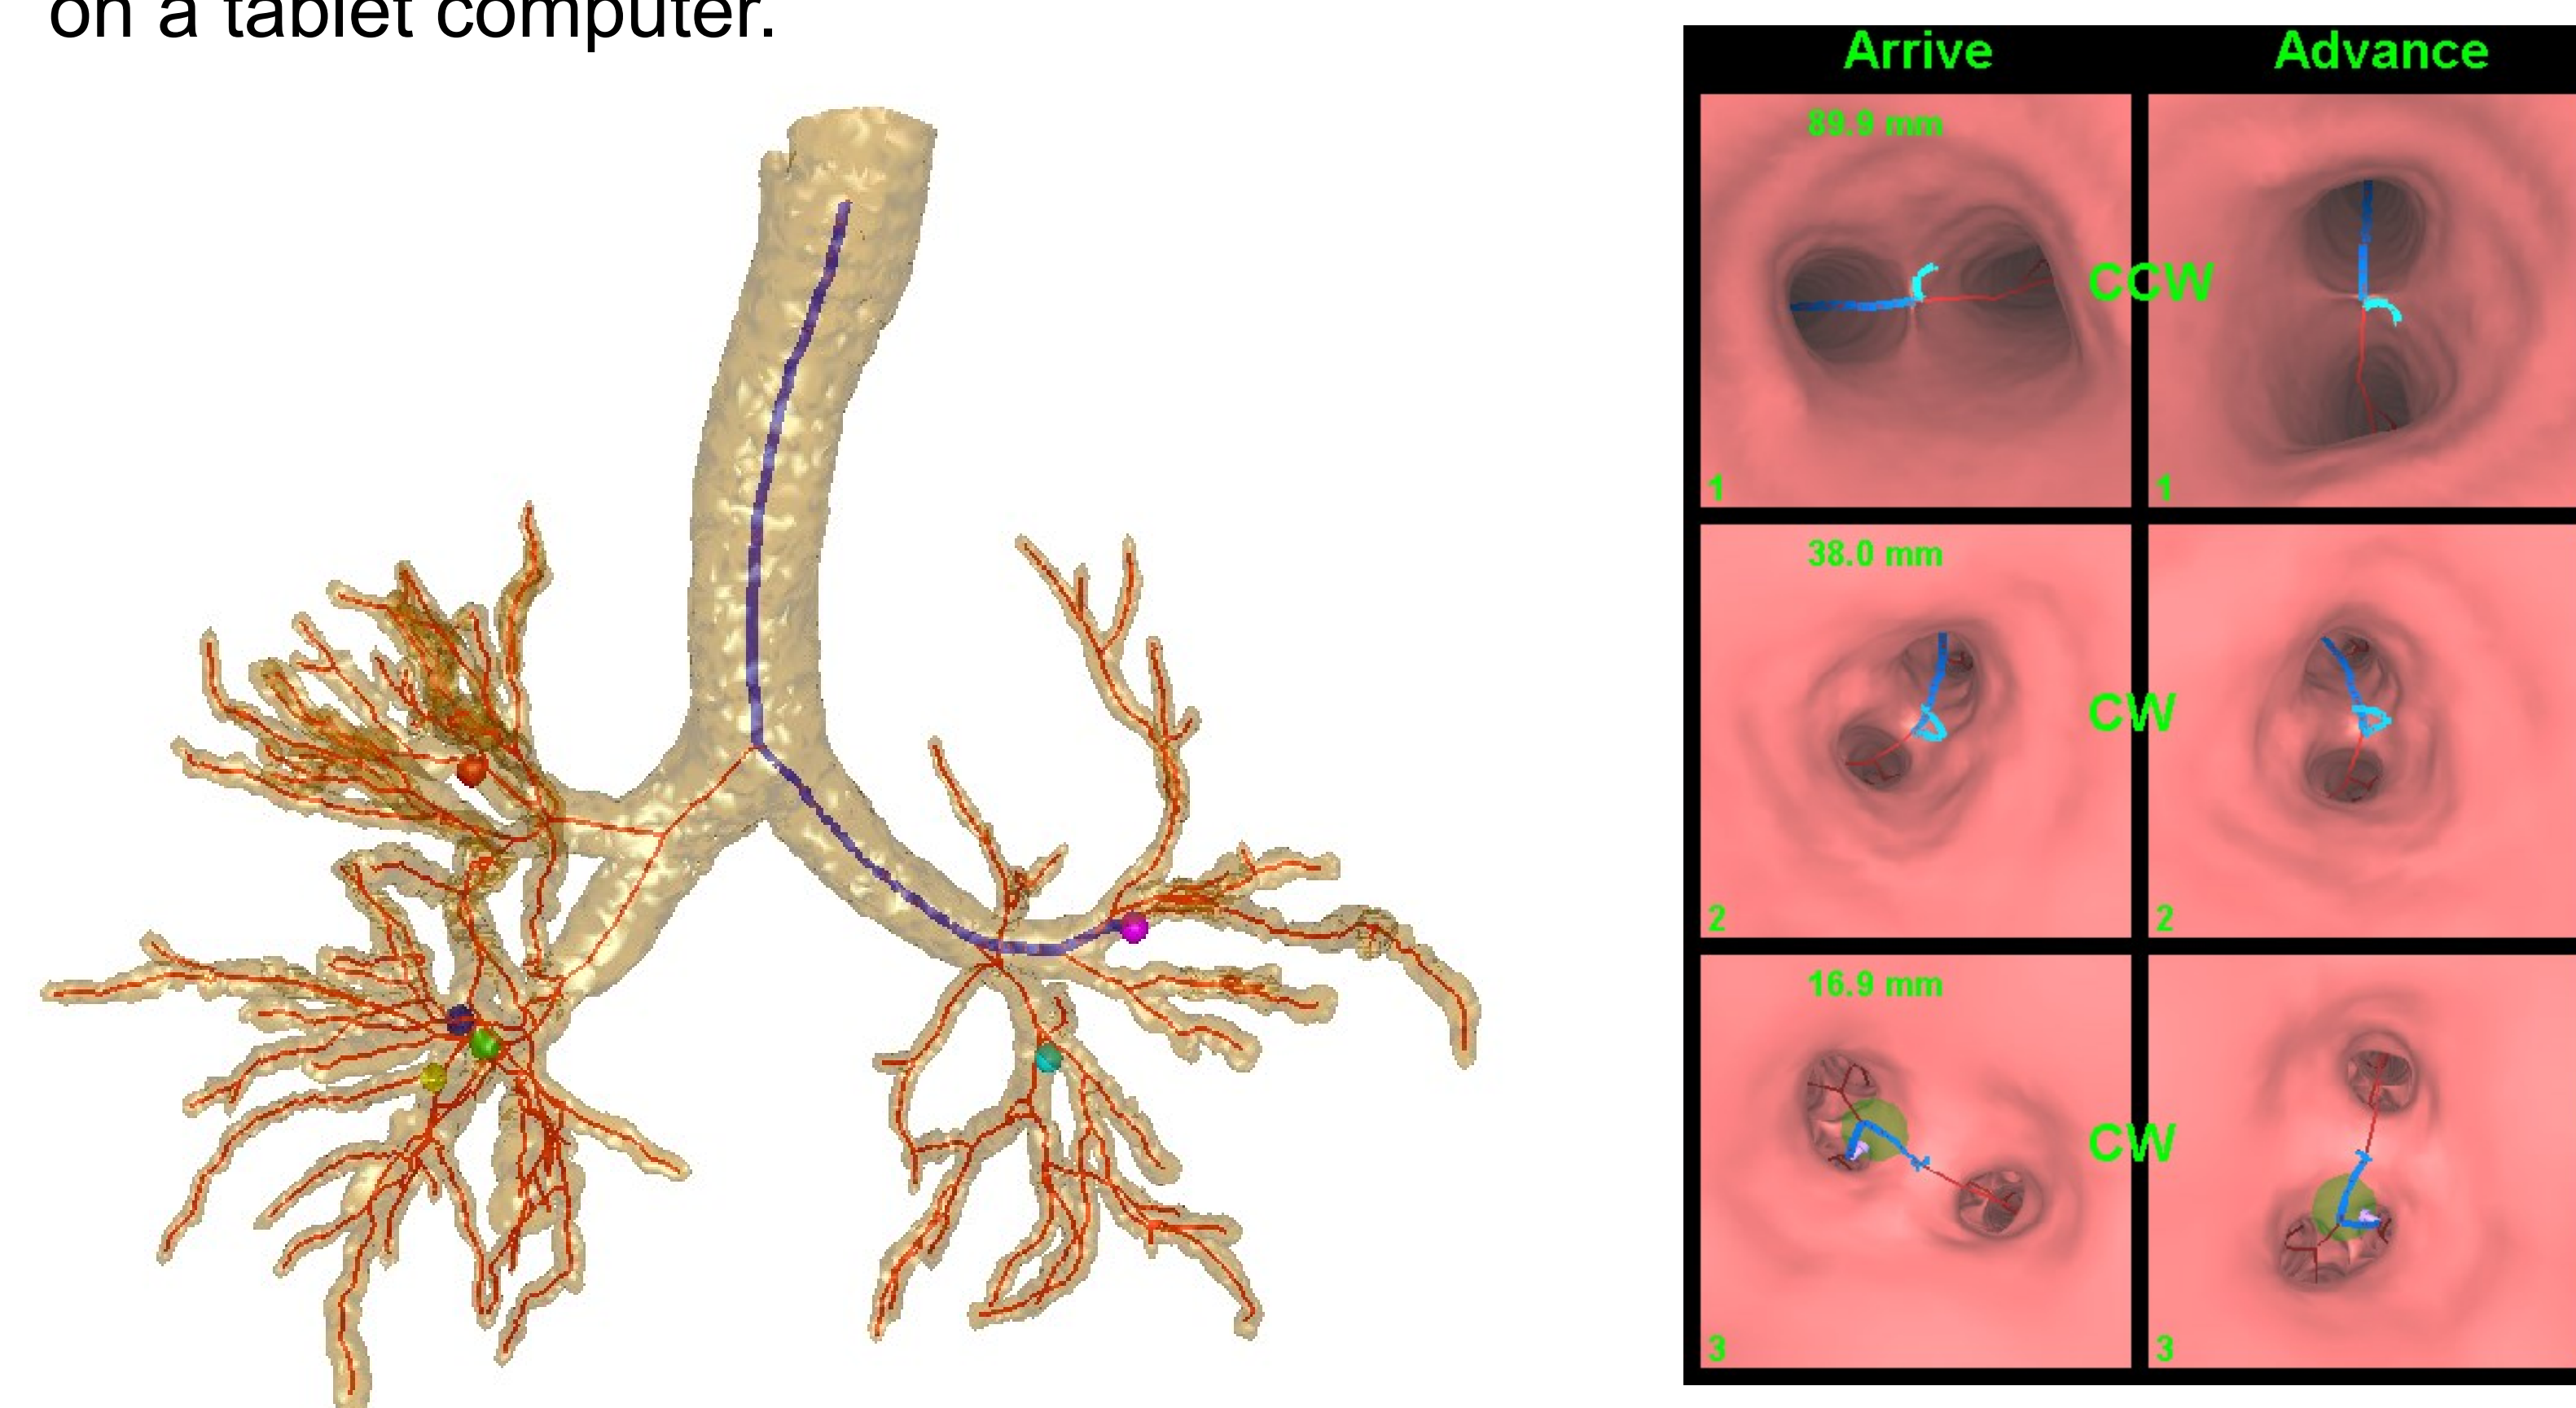 on a tablet computer.
Arrive Advance
89.9 mm
CCW
1 1
38.0 mm
CW
2 2
16.9 mm
CW
3 3